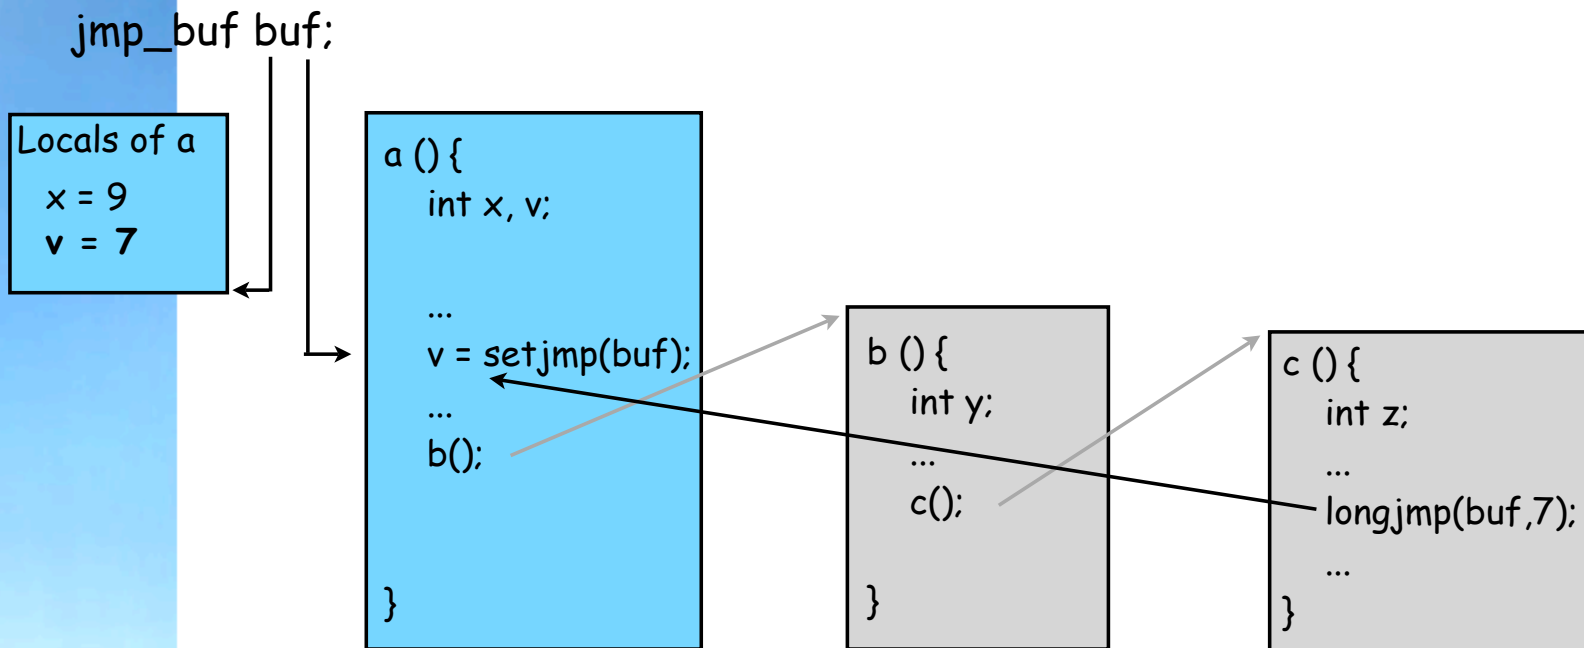 jmp_buf buf;
Locals of a
x = 9
v = 7
a () {
int x, v;
...
v = setjmp(buf);
...
b();
}
b () {
int y;
...
c();
}
c () {
int z;
...
longjmp(buf,7);
...
}